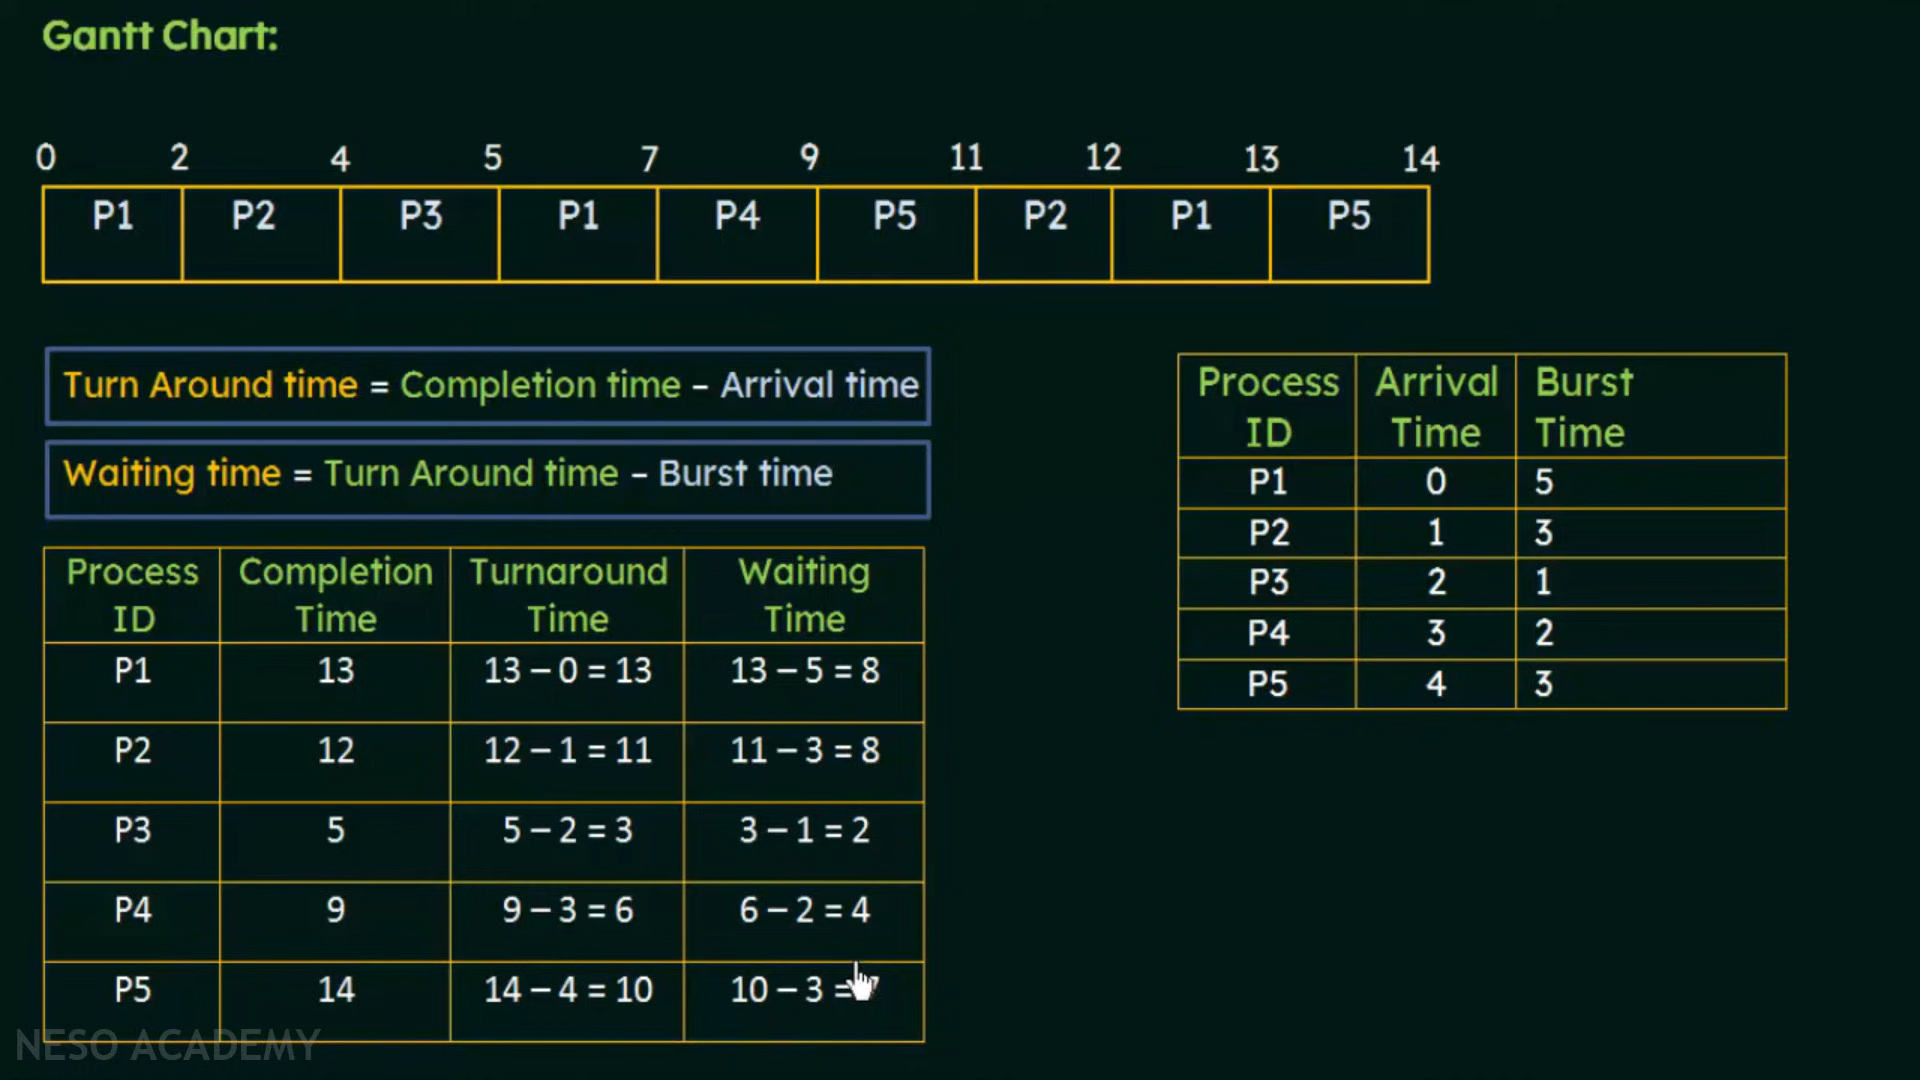 Gantt Chart:
0 2 4 5 7 9 11 12 13 14
P1 P2 P3 P1 P4 P5 P2 P1 P5
Turn Around time = Completion time – Arrival time
Waiting time = Turn Around time – Burst time
Process ID Completion Time Turnaround Time Waiting Time
P1 13 13 – 0 = 13 13 – 5 = 8
P2 12 12 – 1 = 11 11 – 3 = 8
P3 5 5 – 2 = 3 3 – 1 = 2
P4 9 9 – 3 = 6 6 – 2 = 4
P5 14 14 – 4 = 10 10 – 3 =
Process ID Arrival Time Burst Time
P1 0 5
P2 1 3
P3 2 1
P4 3 2
P5 4 3
NESO ACADEMY